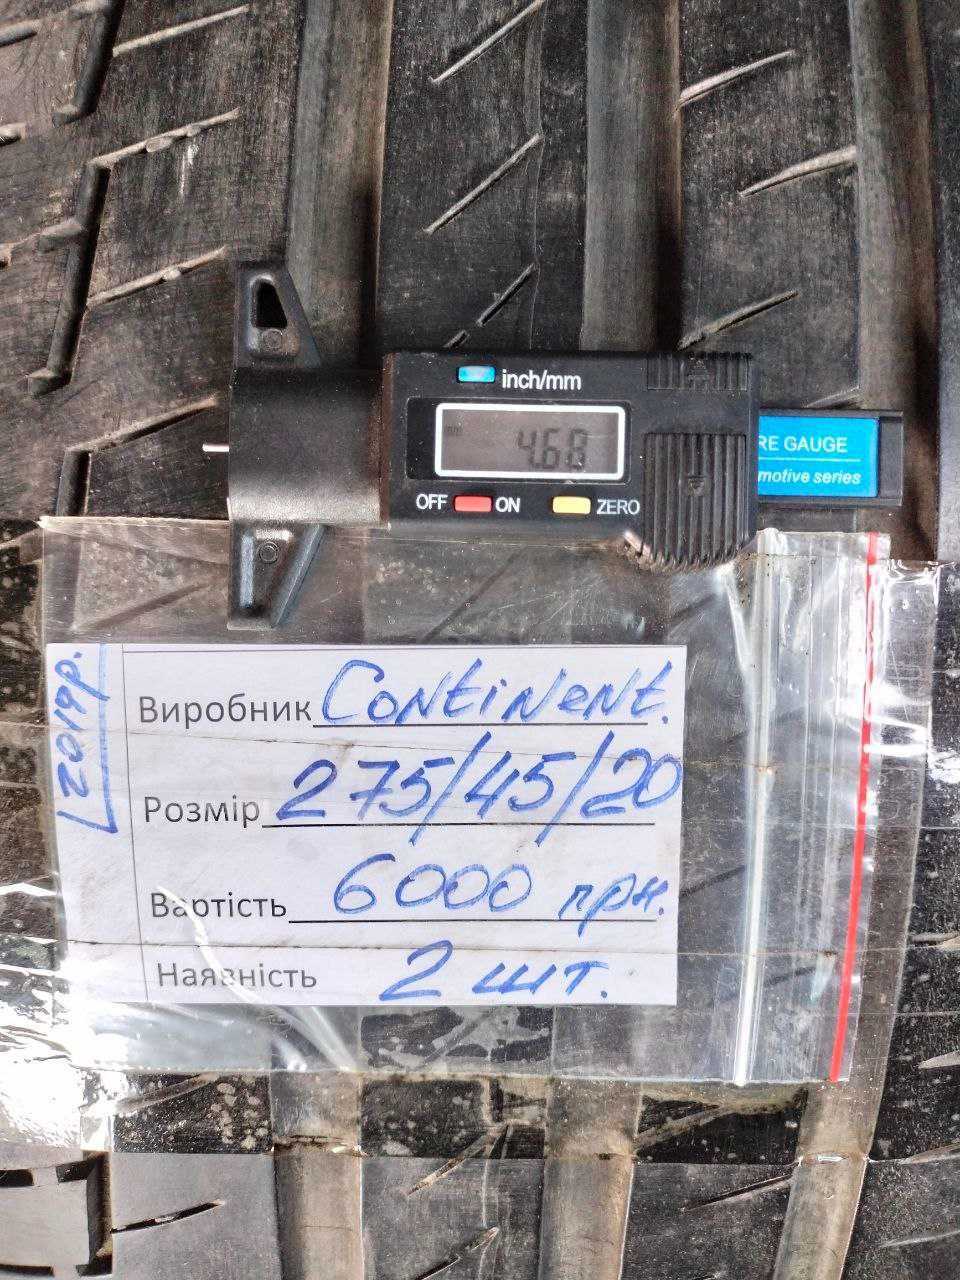 inch/mm
mm
4.68
OFF ON ZERO
RE GAUGE
motive series
2019р.
Виробник Continent.
Розмір 275/45/20
Вартість 6000 грн.
Наявність 2 шт.